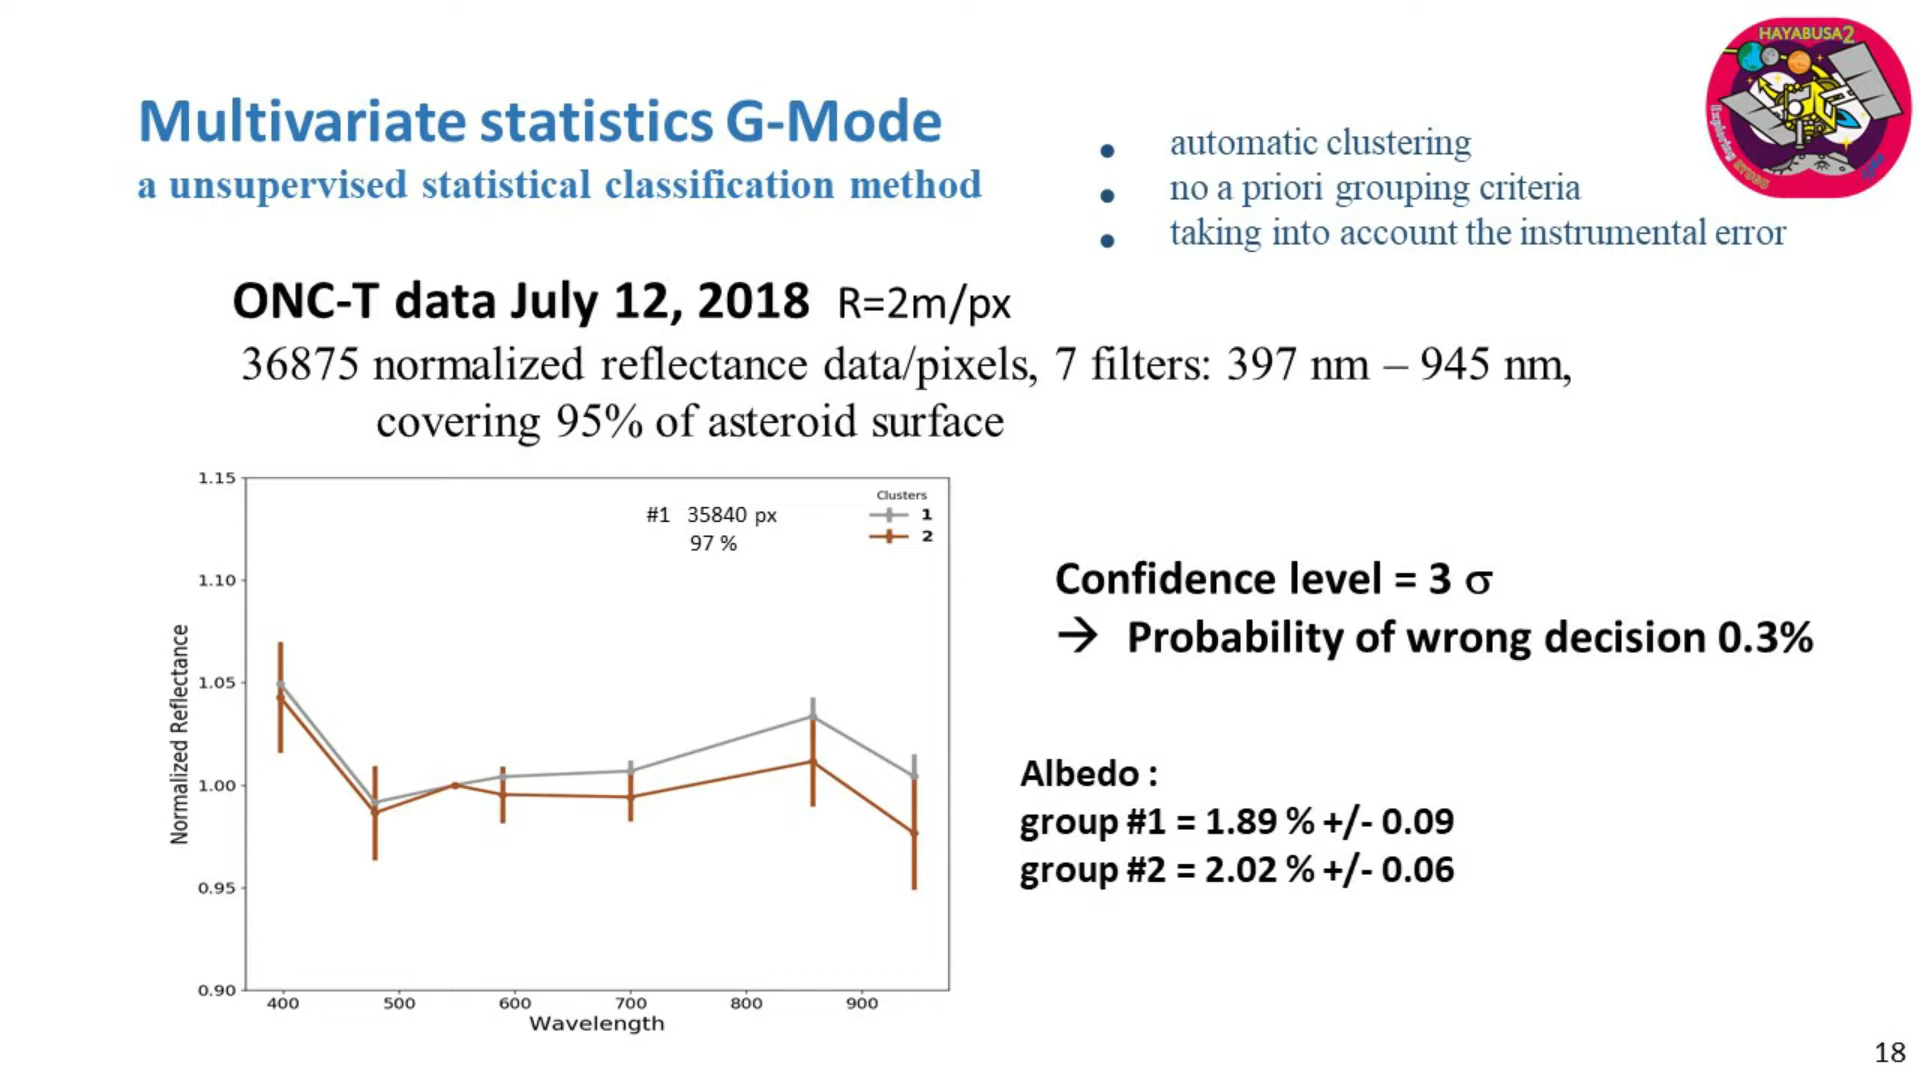 HAYABUSA2
Exploring RYUGU
Multivariate statistics G-Mode
a unsupervised statistical classification method
• automatic clustering
• no a priori grouping criteria
• taking into account the instrumental error
ONC-T data July 12, 2018 R=2m/px
36875 normalized reflectance data/pixels, 7 filters: 397 nm – 945 nm,
covering 95% of asteroid surface
Normalized Reflectance
1.15
1.10
1.05
1.00
0.95
0.90
#1 35840 px
97 %
Clusters
1
2
400 500 600 700 800 900
Wavelength
Confidence level = 3 σ
→ Probability of wrong decision 0.3%
Albedo :
group #1 = 1.89 % +/- 0.09
group #2 = 2.02 % +/- 0.06
18